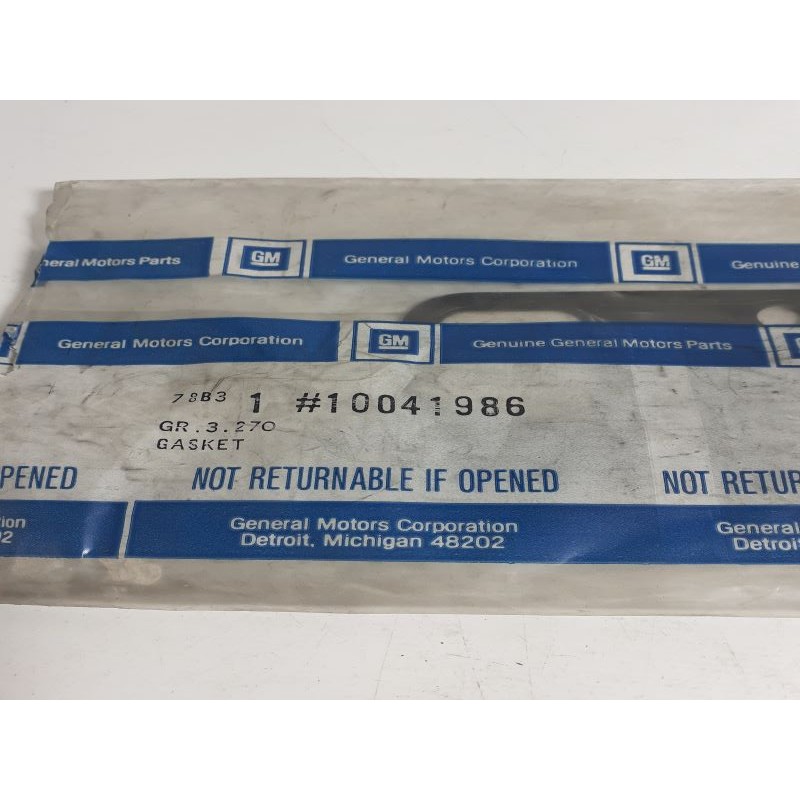 neral Motors Parts GM General Motors Corporation GM Genuine
General Motors Corporation GM Genuine General Motors Parts
78B3 1 #10041986
GR.3.270
GASKET
PENED NOT RETURNABLE IF OPENED NOT RETUR
tion General Motors Corporation General
02 Detroit, Michigan 48202 Detroi